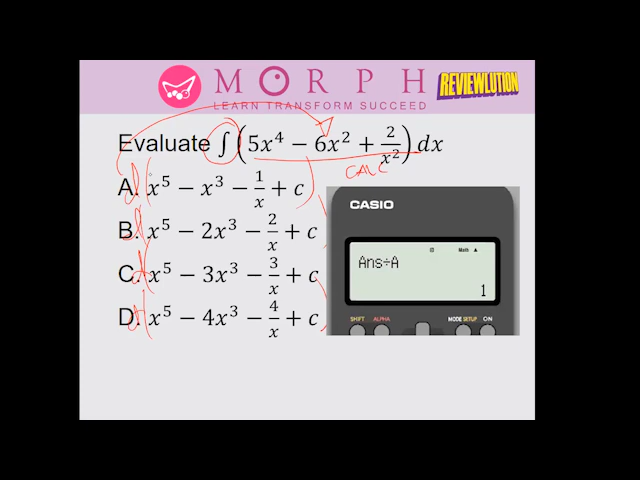 MORPH
REVIEWLUTION
LEARN TRANSFORM SUCCEED
Evaluate ∫ (5x⁴ − 6x² + 2/x²) dx
CALC
A. x⁵ − x³ − 1/x + c
B. x⁵ − 2x³ − 2/x + c
C. x⁵ − 3x³ − 3/x + c
D. x⁵ − 4x³ − 4/x + c
CASIO
Math ▲
Ans÷A
1
SHIFT ALPHA MODE SETUP ON